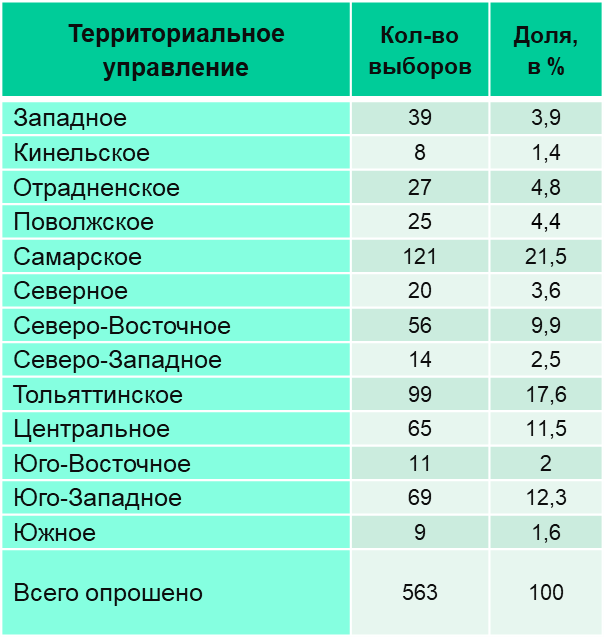 Территориальное управление Кол-во выборов Доля, в %
Западное 39 3,9
Кинельское 8 1,4
Отрадненское 27 4,8
Поволжское 25 4,4
Самарское 121 21,5
Северное 20 3,6
Северо-Восточное 56 9,9
Северо-Западное 14 2,5
Тольяттинское 99 17,6
Центральное 65 11,5
Юго-Восточное 11 2
Юго-Западное 69 12,3
Южное 9 1,6
Всего опрошено 563 100